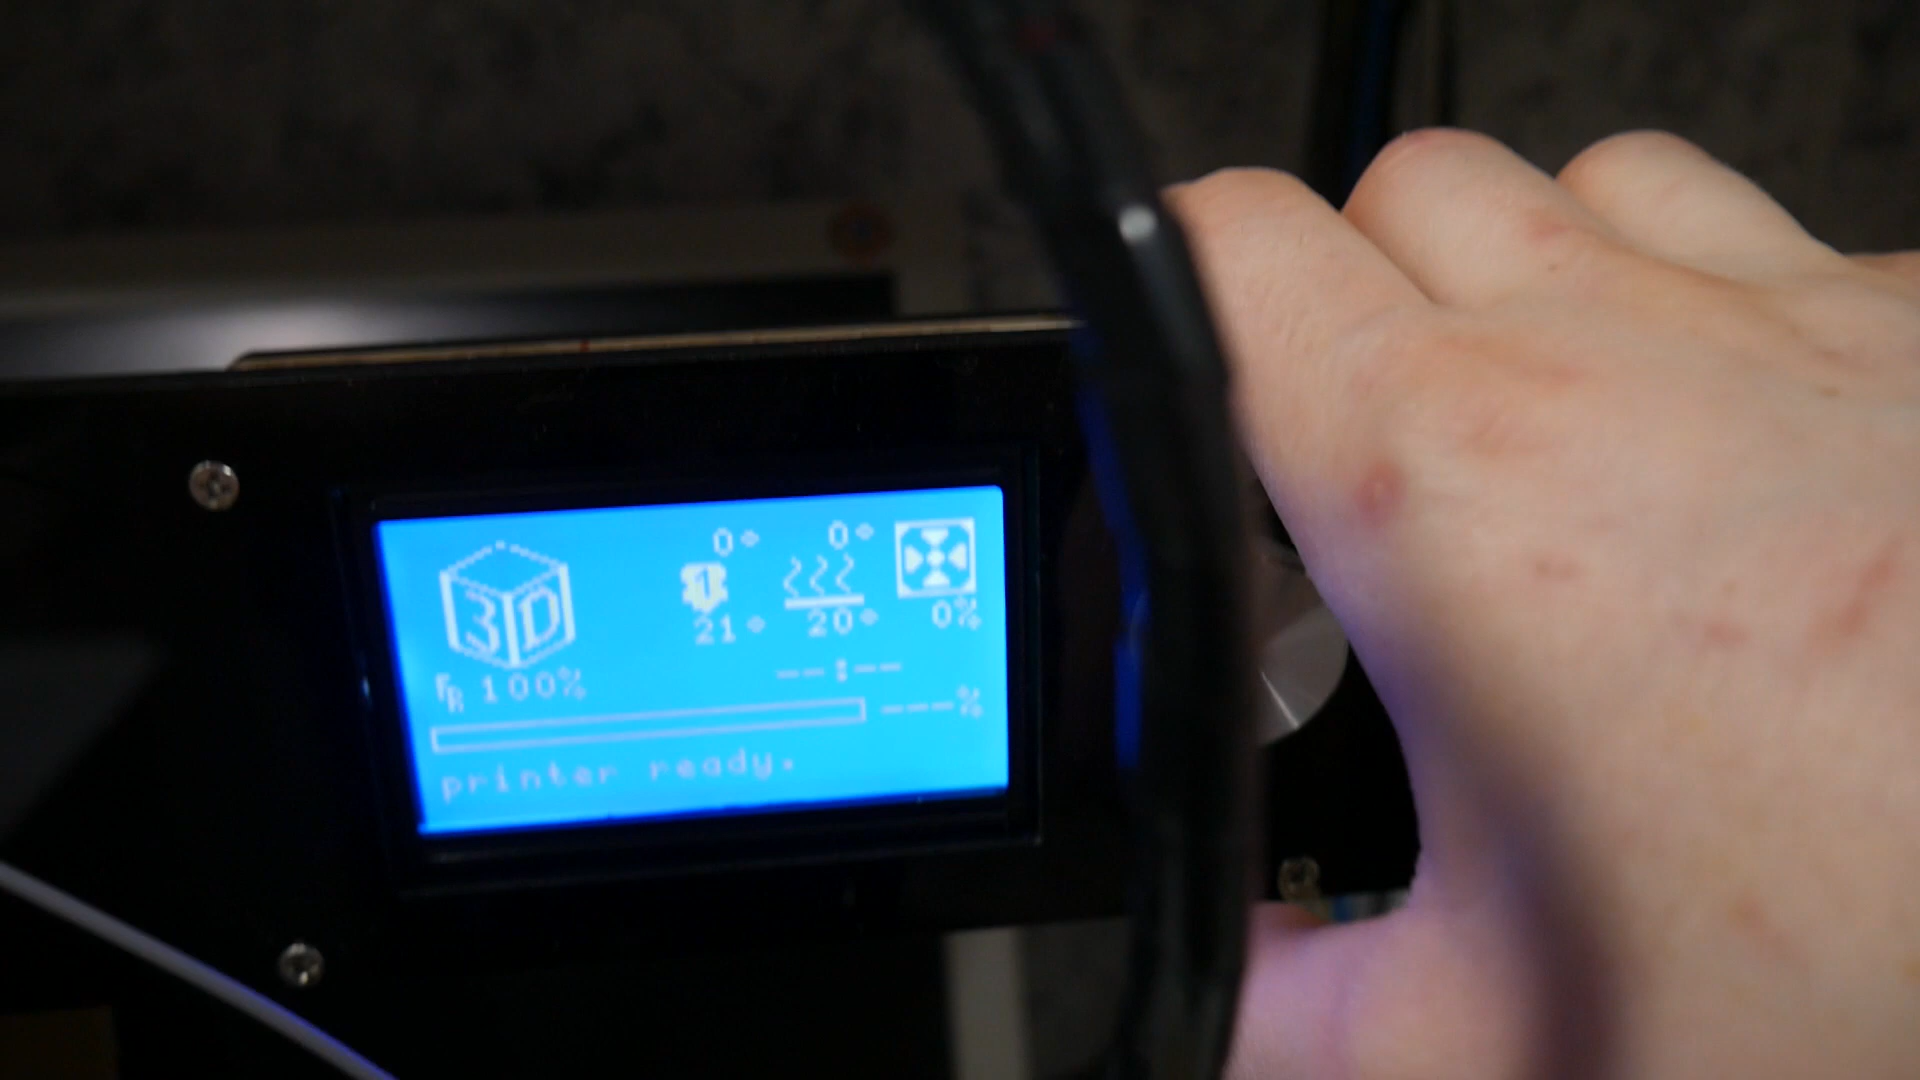 0° 0°
3D 1
21° 20° 0%
FR 100% --:--
---%
printer ready.